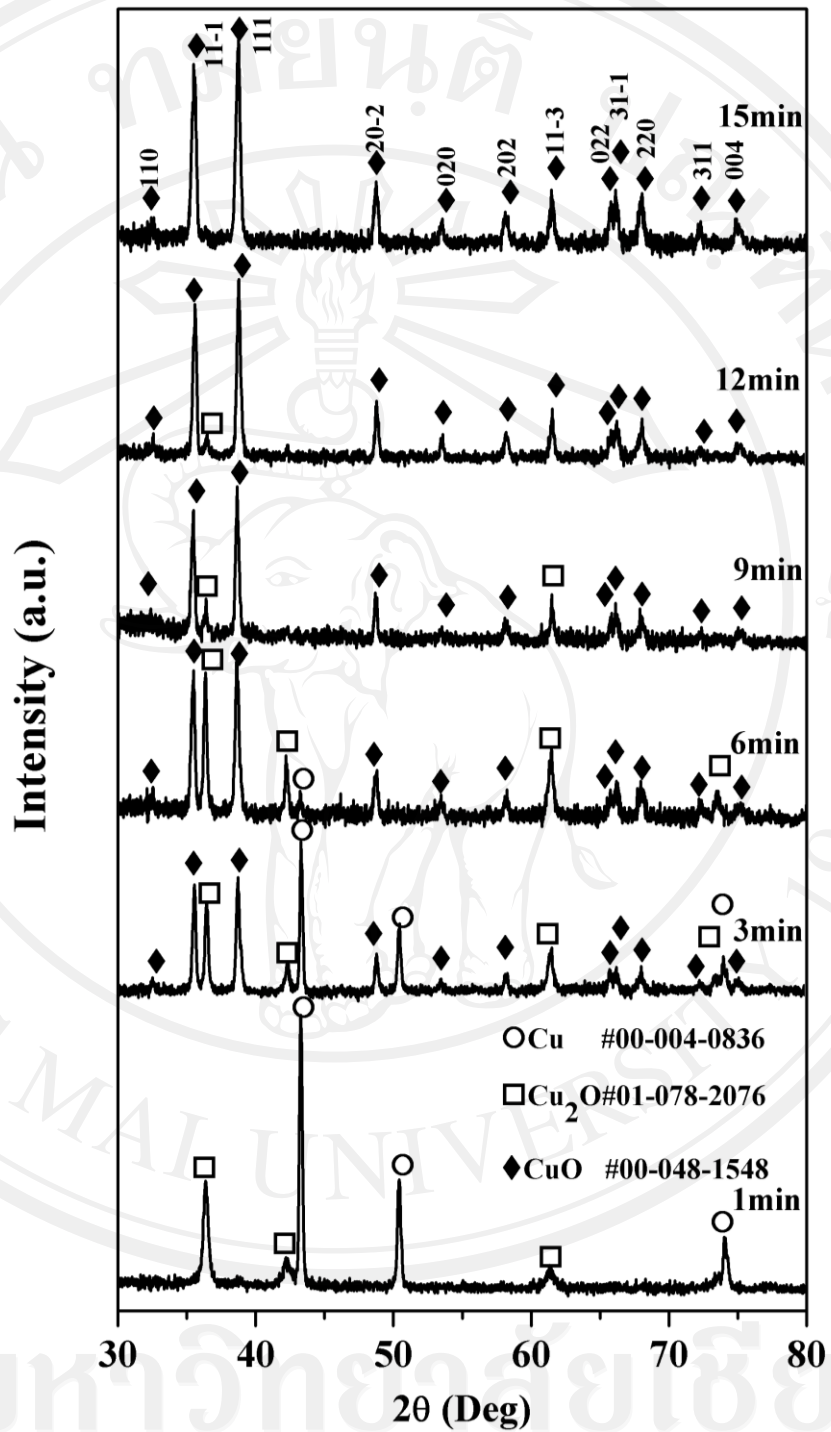 110
11-1
111
20-2
020
202
11-3
022
31-1
220
311
004
15min
12min
9min
6min
3min
Cu #00-004-0836
Cu2O#01-078-2076
CuO #00-048-1548
1min
Intensity (a.u.)
30 40 50 60 70 80
2θ (Deg)